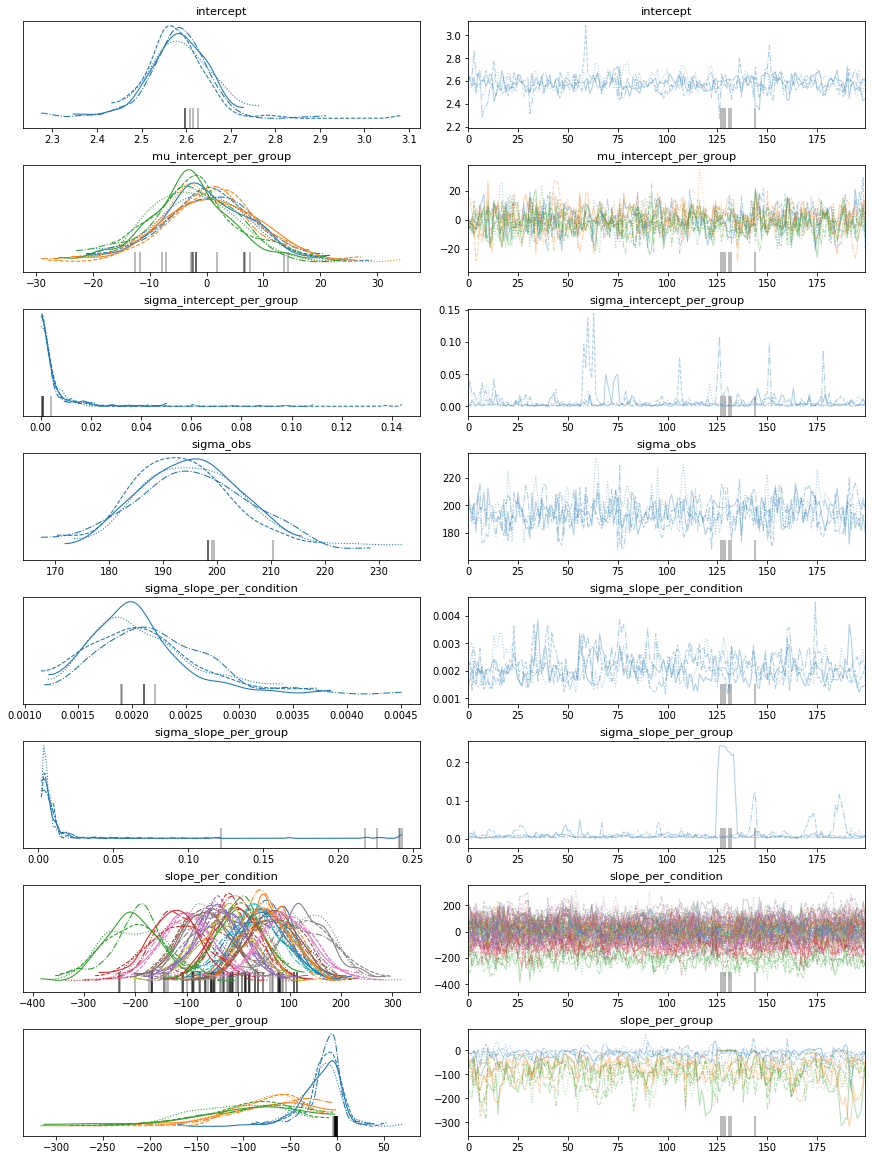 intercept
intercept
3.0
2.8
2.6
2.4
2.2
2.3 2.4 2.5 2.6 2.7 2.8 2.9 3.0 3.1
0 25 50 75 100 125 150 175
mu_intercept_per_group
mu_intercept_per_group
20
0
−20
−30 −20 −10 0 10 20 30
0 25 50 75 100 125 150 175
sigma_intercept_per_group
sigma_intercept_per_group
0.15
0.10
0.05
0.00
0.00 0.02 0.04 0.06 0.08 0.10 0.12 0.14
0 25 50 75 100 125 150 175
sigma_obs
sigma_obs
220
200
180
170 180 190 200 210 220 230
0 25 50 75 100 125 150 175
sigma_slope_per_condition
sigma_slope_per_condition
0.004
0.003
0.002
0.001
0.0010 0.0015 0.0020 0.0025 0.0030 0.0035 0.0040 0.0045
0 25 50 75 100 125 150 175
sigma_slope_per_group
sigma_slope_per_group
0.2
0.1
0.0
0.00 0.05 0.10 0.15 0.20 0.25
0 25 50 75 100 125 150 175
slope_per_condition
slope_per_condition
200
0
−200
−400
−400 −300 −200 −100 0 100 200 300
0 25 50 75 100 125 150 175
slope_per_group
slope_per_group
0
−100
−200
−300
−300 −250 −200 −150 −100 −50 0 50
0 25 50 75 100 125 150 175